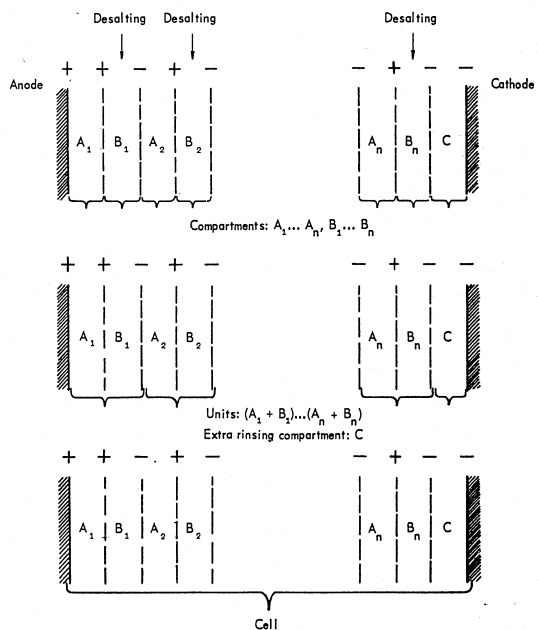 Desalting Desalting Desalting
+ + − + − − + − −
Anode Cathode
A₁ B₁ A₂ B₂ Aₙ Bₙ C
Compartments: A₁... Aₙ, B₁... Bₙ
+ + − + − − + − −
A₁ B₁ A₂ B₂ Aₙ Bₙ C
Units: (A₁ + B₁)...(Aₙ + Bₙ)
Extra rinsing compartment: C
+ + − + − − + − −
A₁ B₁ A₂ B₂ Aₙ Bₙ C
Cell